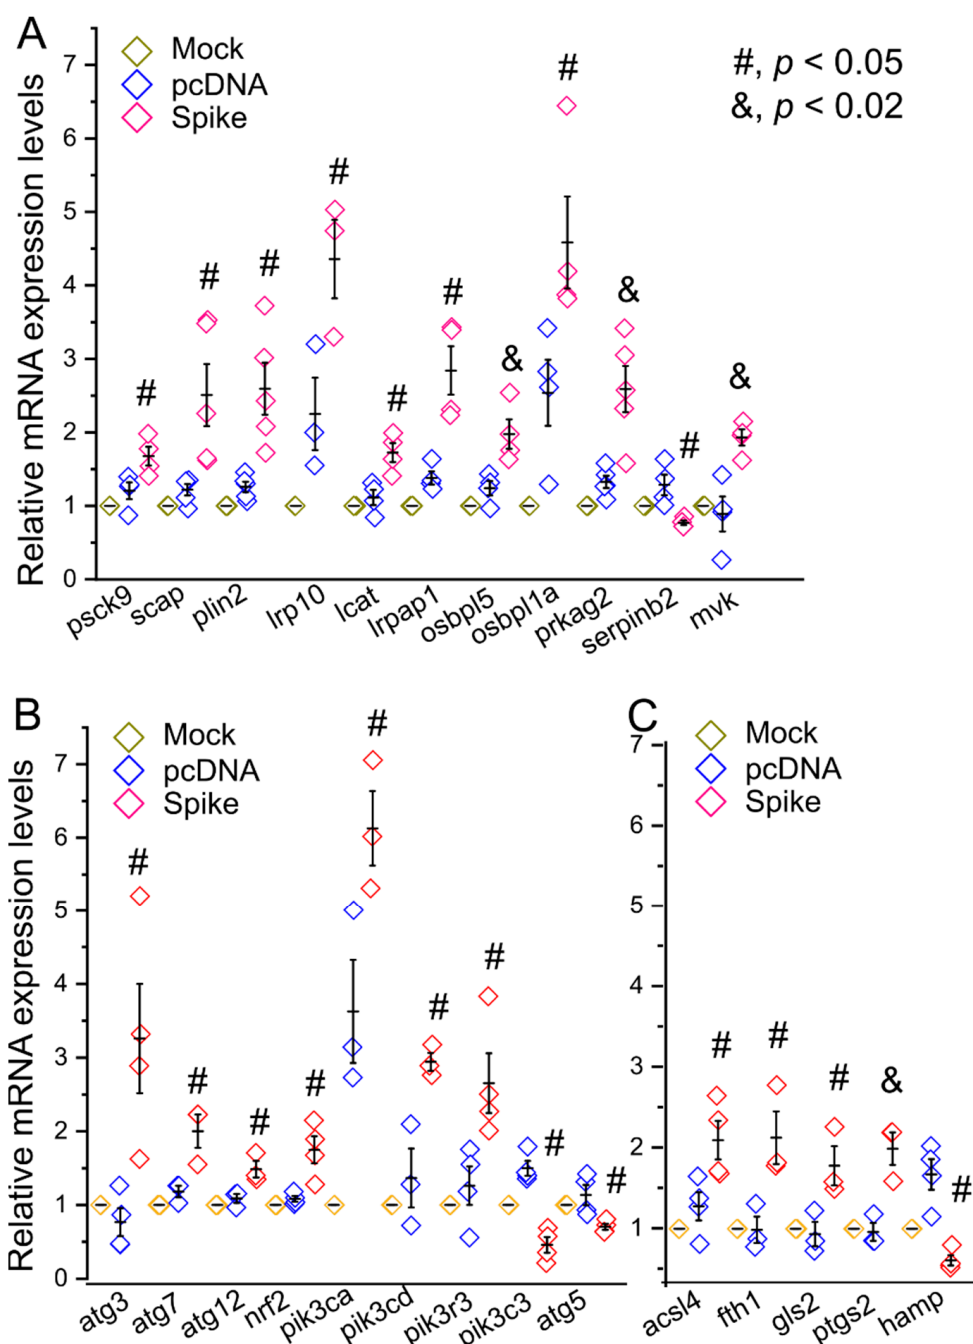 A
Mock
pcDNA
Spike
#, p < 0.05
&, p < 0.02
Relative mRNA expression levels
7
6
5
4
3
2
1
0
# # # # # # & # & # &
psck9 scap plin2 lrp10 lcat lrpap1 osbpl5 osbpl1a prkag2 serpinb2 mvk
B
Mock
pcDNA
Spike
Relative mRNA expression levels
7
6
5
4
3
2
1
0
# # # # # # # # #
atg3 atg7 atg12 nrf2 pik3ca pik3cd pik3r3 pik3c3 atg5
C
Mock
pcDNA
Spike
7
6
5
4
3
2
1
# # # & #
acsl4 fth1 gls2 ptgs2 hamp